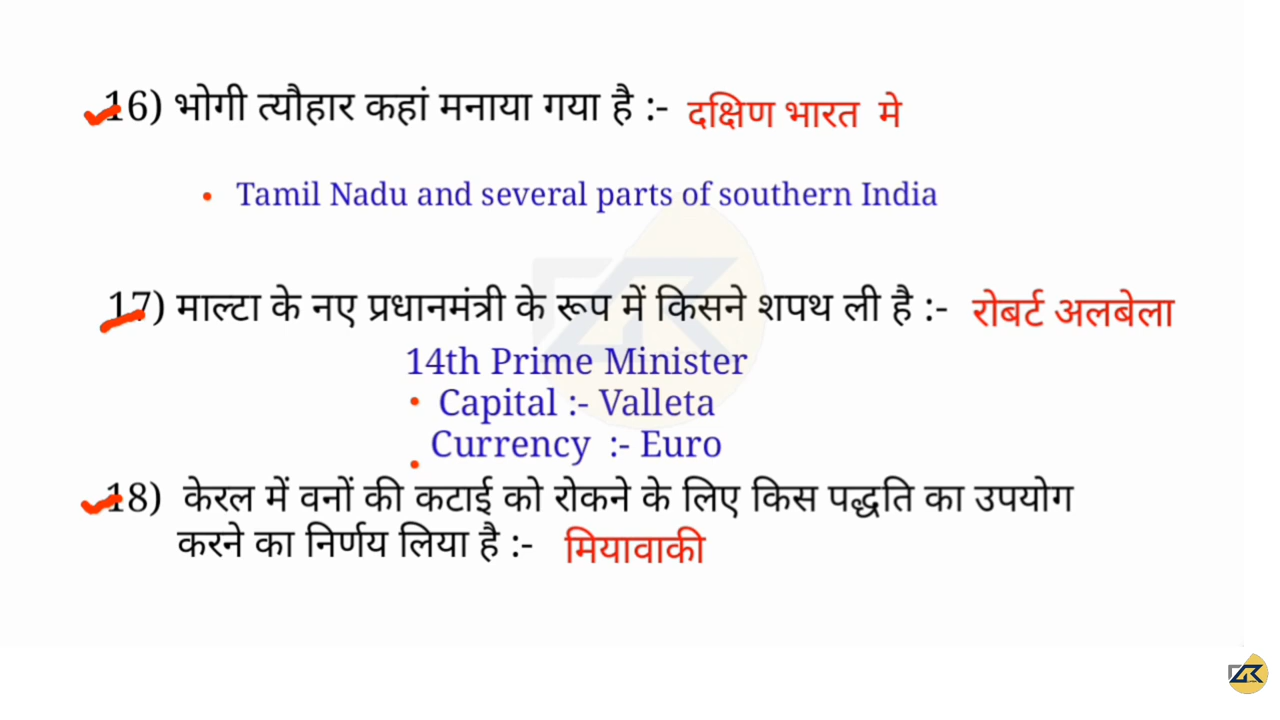 16) भोगी त्यौहार कहां मनाया गया है :- दक्षिण भारत मे
• Tamil Nadu and several parts of southern India
17) माल्टा के नए प्रधानमंत्री के रूप में किसने शपथ ली है :- रोबर्ट अलबेला
14th Prime Minister
• Capital :- Valleta
• Currency :- Euro
18) केरल में वनों की कटाई को रोकने के लिए किस पद्धति का उपयोग
करने का निर्णय लिया है :- मियावाकी